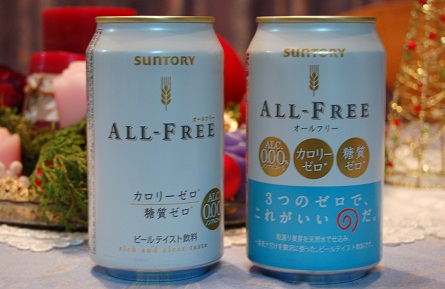 SUNTORY
ALL-FREE
オールフリー
カロリーゼロ*
糖質ゼロ*
ALC.
0.00%
ビールテイスト飲料
rich and clear taste
SUNTORY
ALL-FREE
オールフリー
ALC.
0.00%
カロリー
ゼロ*
糖質
ゼロ*
3つのゼロで、
これがいいのだ。